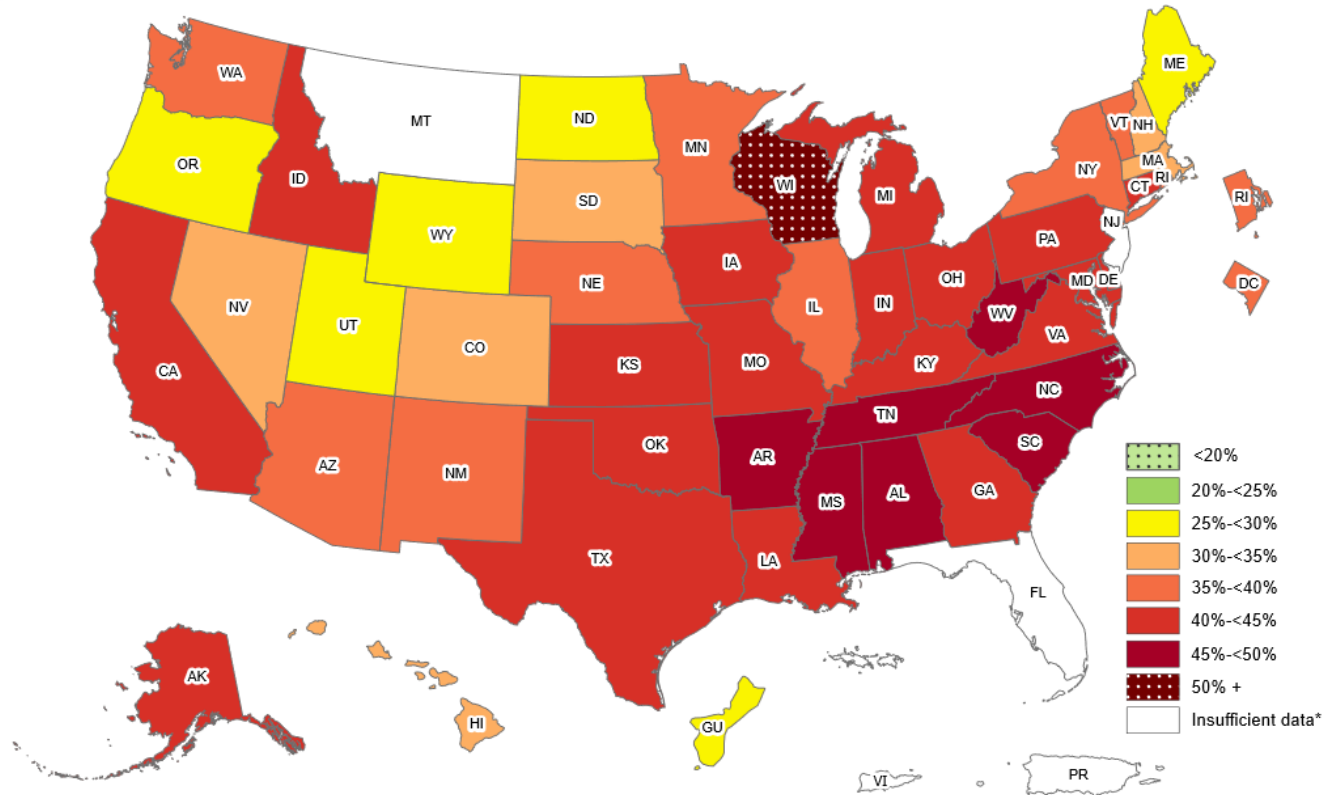 WA
MT
ND
MN
ME
VT
NH
OR
ID
SD
WI
MI
NY
MA
RI
CT
RI
WY
NE
IA
PA
NJ
NV
UT
CO
IL
IN
OH
MD
DE
DC
CA
KS
MO
KY
WV
VA
AZ
NM
OK
AR
TN
NC
SC
TX
LA
MS
AL
GA
FL
AK
HI
GU
VI
PR
<20%
20%-<25%
25%-<30%
30%-<35%
35%-<40%
40%-<45%
45%-<50%
50% +
Insufficient data*